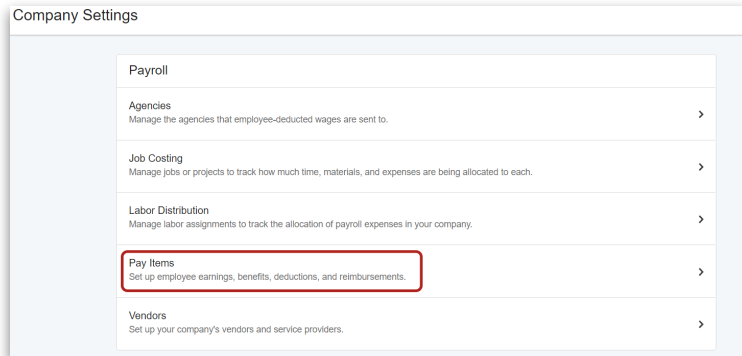 Company Settings
Payroll
Agencies
Manage the agencies that employee-deducted wages are sent to.
Job Costing
Manage jobs or projects to track how much time, materials, and expenses are being allocated to each.
Labor Distribution
Manage labor assignments to track the allocation of payroll expenses in your company.
Pay Items
Set up employee earnings, benefits, deductions, and reimbursements.
Vendors
Set up your company's vendors and service providers.